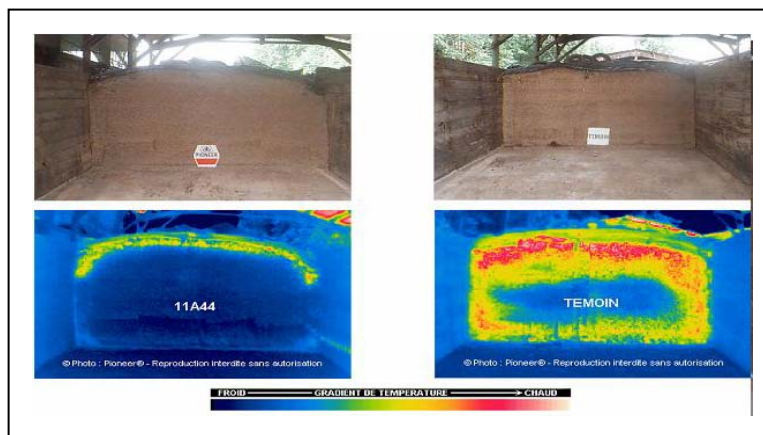 PIONEER
TEMOIN
11A44
TEMOIN
© Photo : Pioneer® - Reproduction interdite sans autorisation
© Photo : Pioneer® - Reproduction interdite sans autorisation
FROID GRADIENT DE TEMPERATURE CHAUD